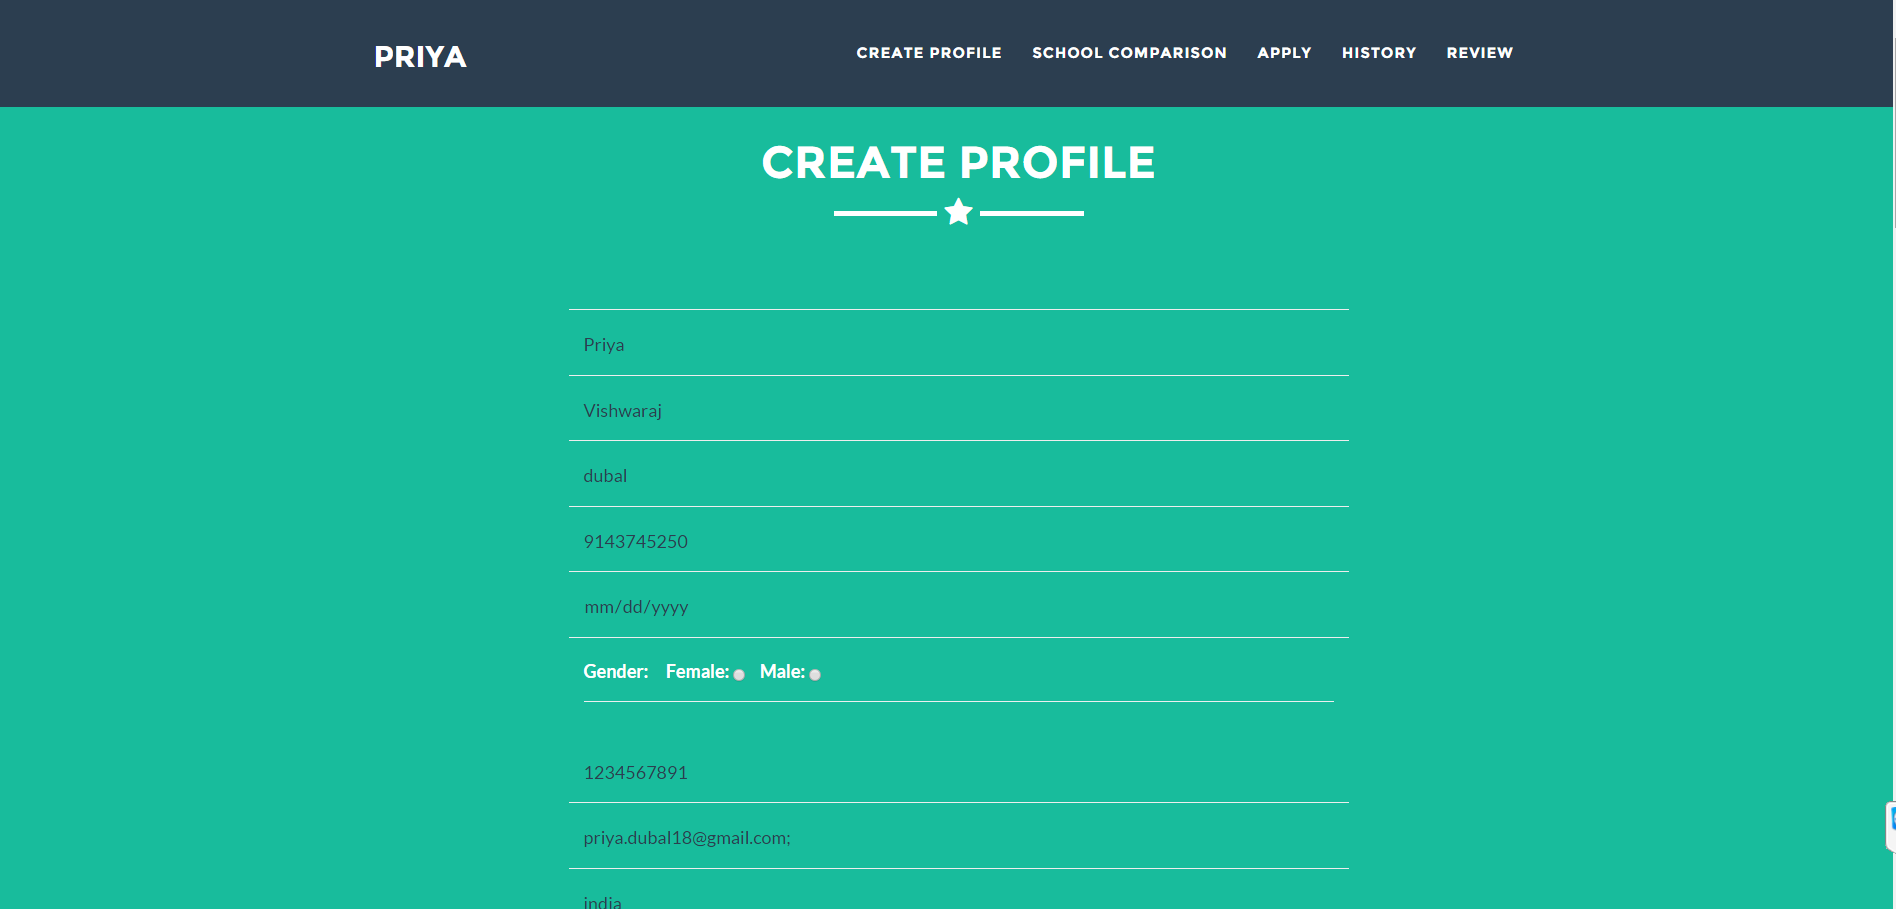 PRIYA
CREATE PROFILE SCHOOL COMPARISON APPLY HISTORY REVIEW
CREATE PROFILE
Priya
Vishwaraj
dubal
9143745250
mm/dd/yyyy
Gender: Female: Male:
1234567891
priya.dubal18@gmail.com;
india